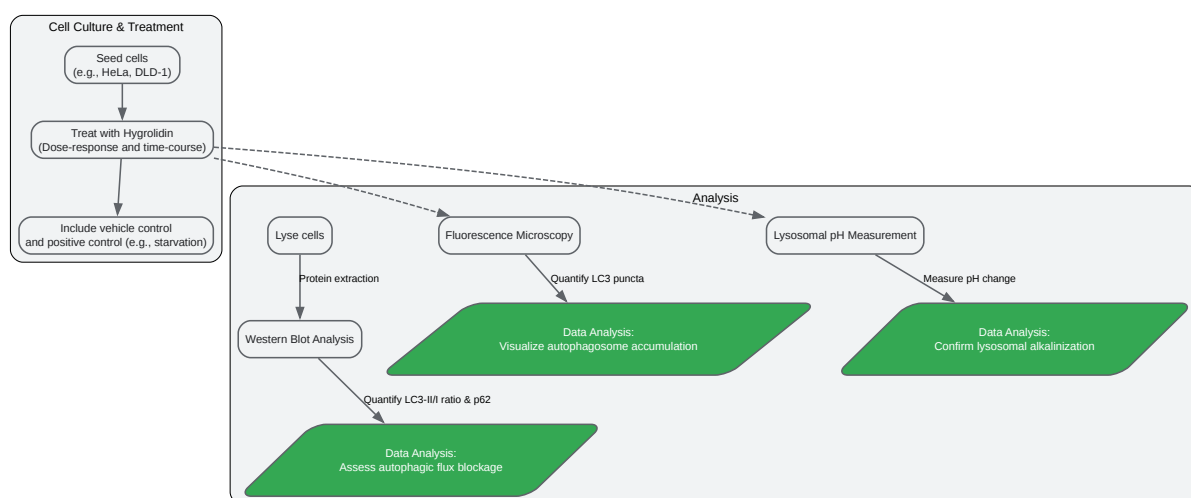 Cell Culture & Treatment
Seed cells
(e.g., HeLa, DLD-1)
Treat with Hygrolidin
(Dose-response and time-course)
Include vehicle control
and positive control (e.g., starvation)
Analysis
Lyse cells
Fluorescence Microscopy
Lysosomal pH Measurement
Protein extraction
Quantify LC3 puncta
Measure pH change
Western Blot Analysis
Data Analysis:
Visualize autophagosome accumulation
Data Analysis:
Confirm lysosomal alkalinization
Quantify LC3-II/I ratio & p62
Data Analysis:
Assess autophagic flux blockage